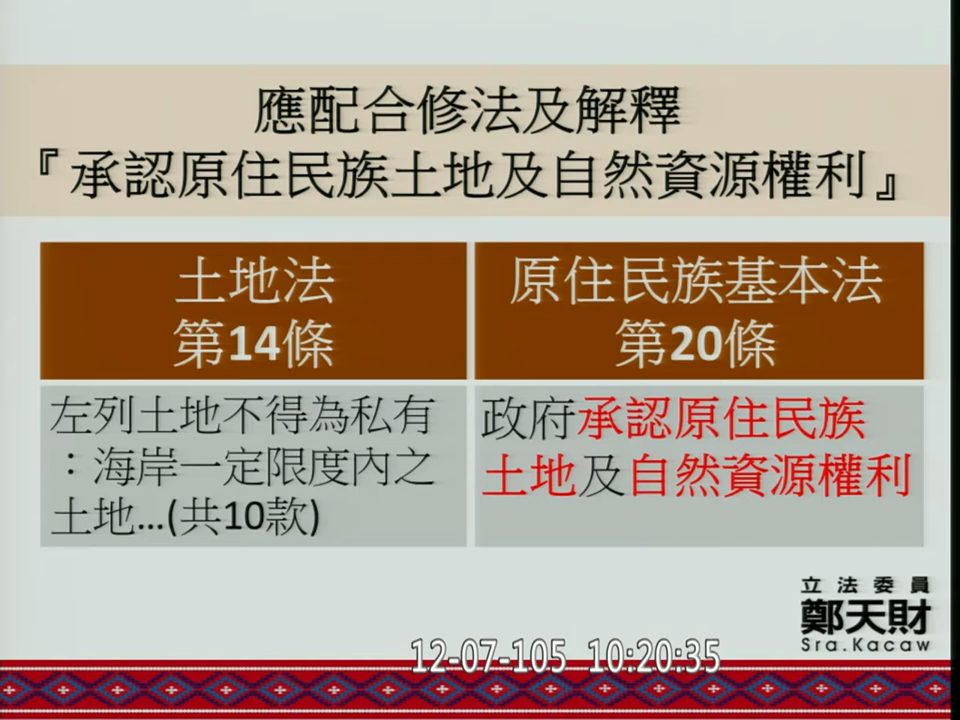 應配合修法及解釋
『承認原住民族土地及自然資源權利』
土地法
第14條
原住民族基本法
第20條
左列土地不得為私有
：海岸一定限度內之
土地…(共10款)
政府承認原住民族
土地及自然資源權利
立法委員
鄭天財
Sra.Kacaw
12-07-105 10:20:35